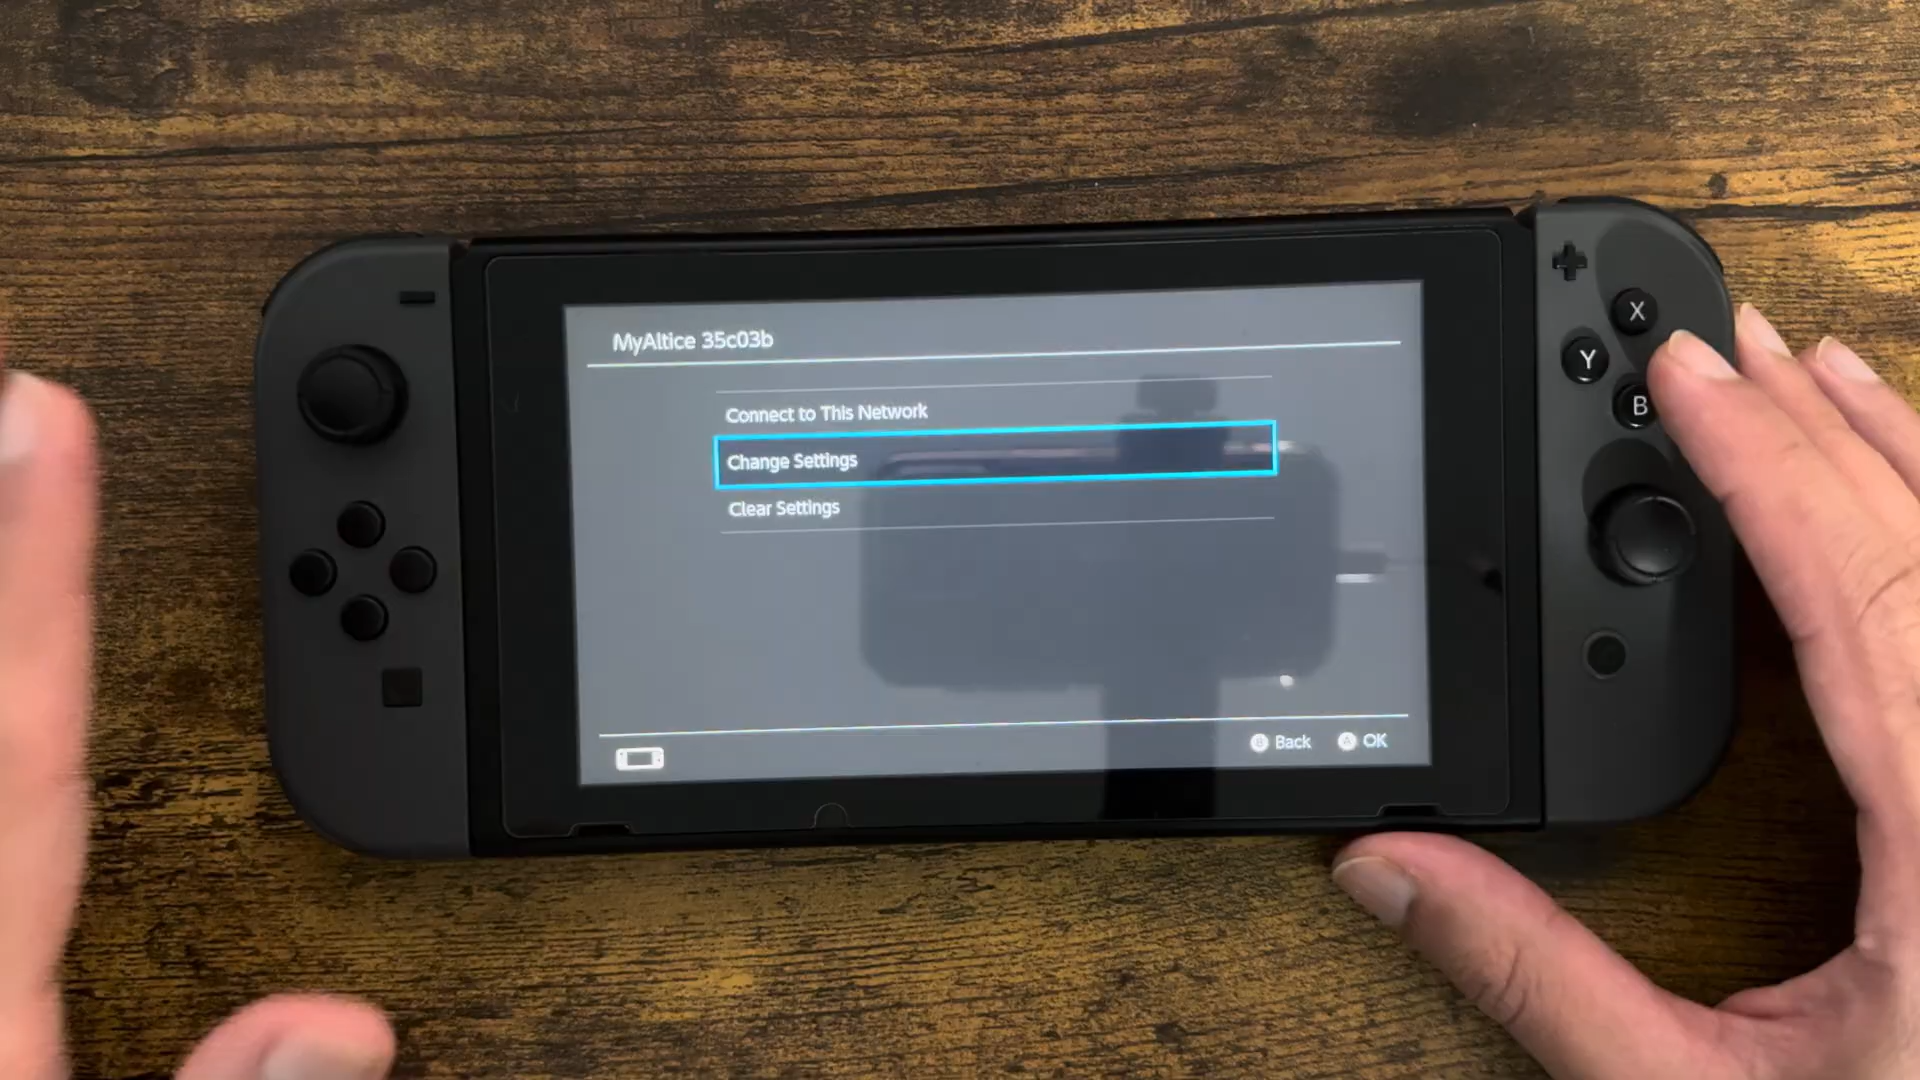 MyAltice 35c03b
Connect to This Network
Change Settings
Clear Settings
B Back A OK
X
Y
B